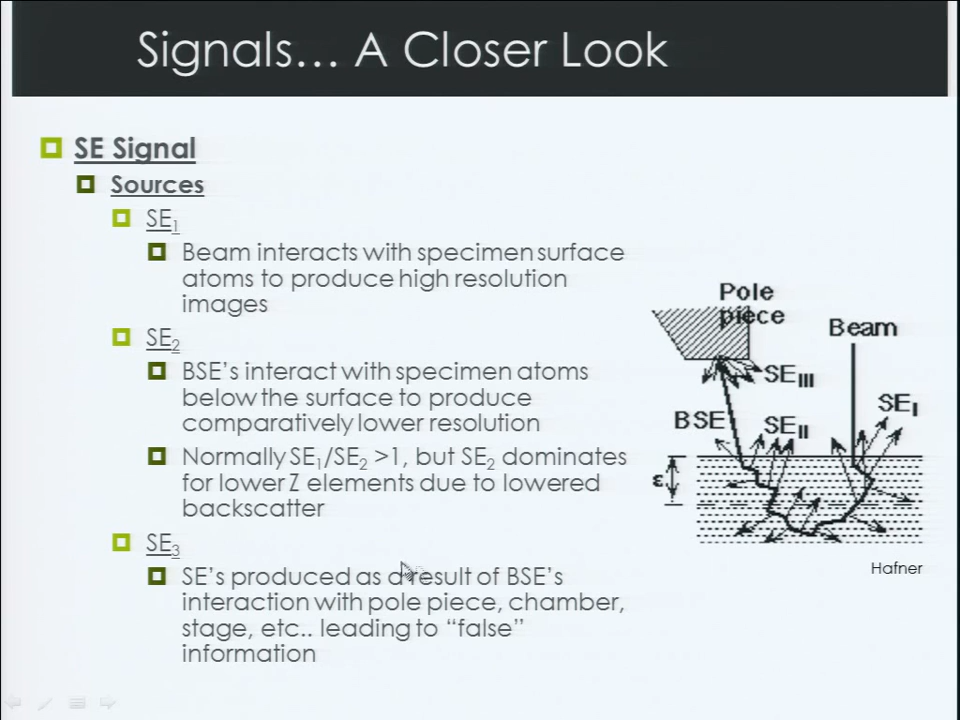 Signals… A Closer Look
SE Signal
Sources
SE1
Beam interacts with specimen surface
atoms to produce high resolution
images
SE2
BSE's interact with specimen atoms
below the surface to produce
comparatively lower resolution
Normally SE1/SE2 >1, but SE2 dominates
for lower Z elements due to lowered
backscatter
SE3
SE's produced as a result of BSE's
interaction with pole piece, chamber,
stage, etc.. leading to “false”
information
Pole
piece
Beam
SEIII
SEI
BSE
SEII
ε
Hafner